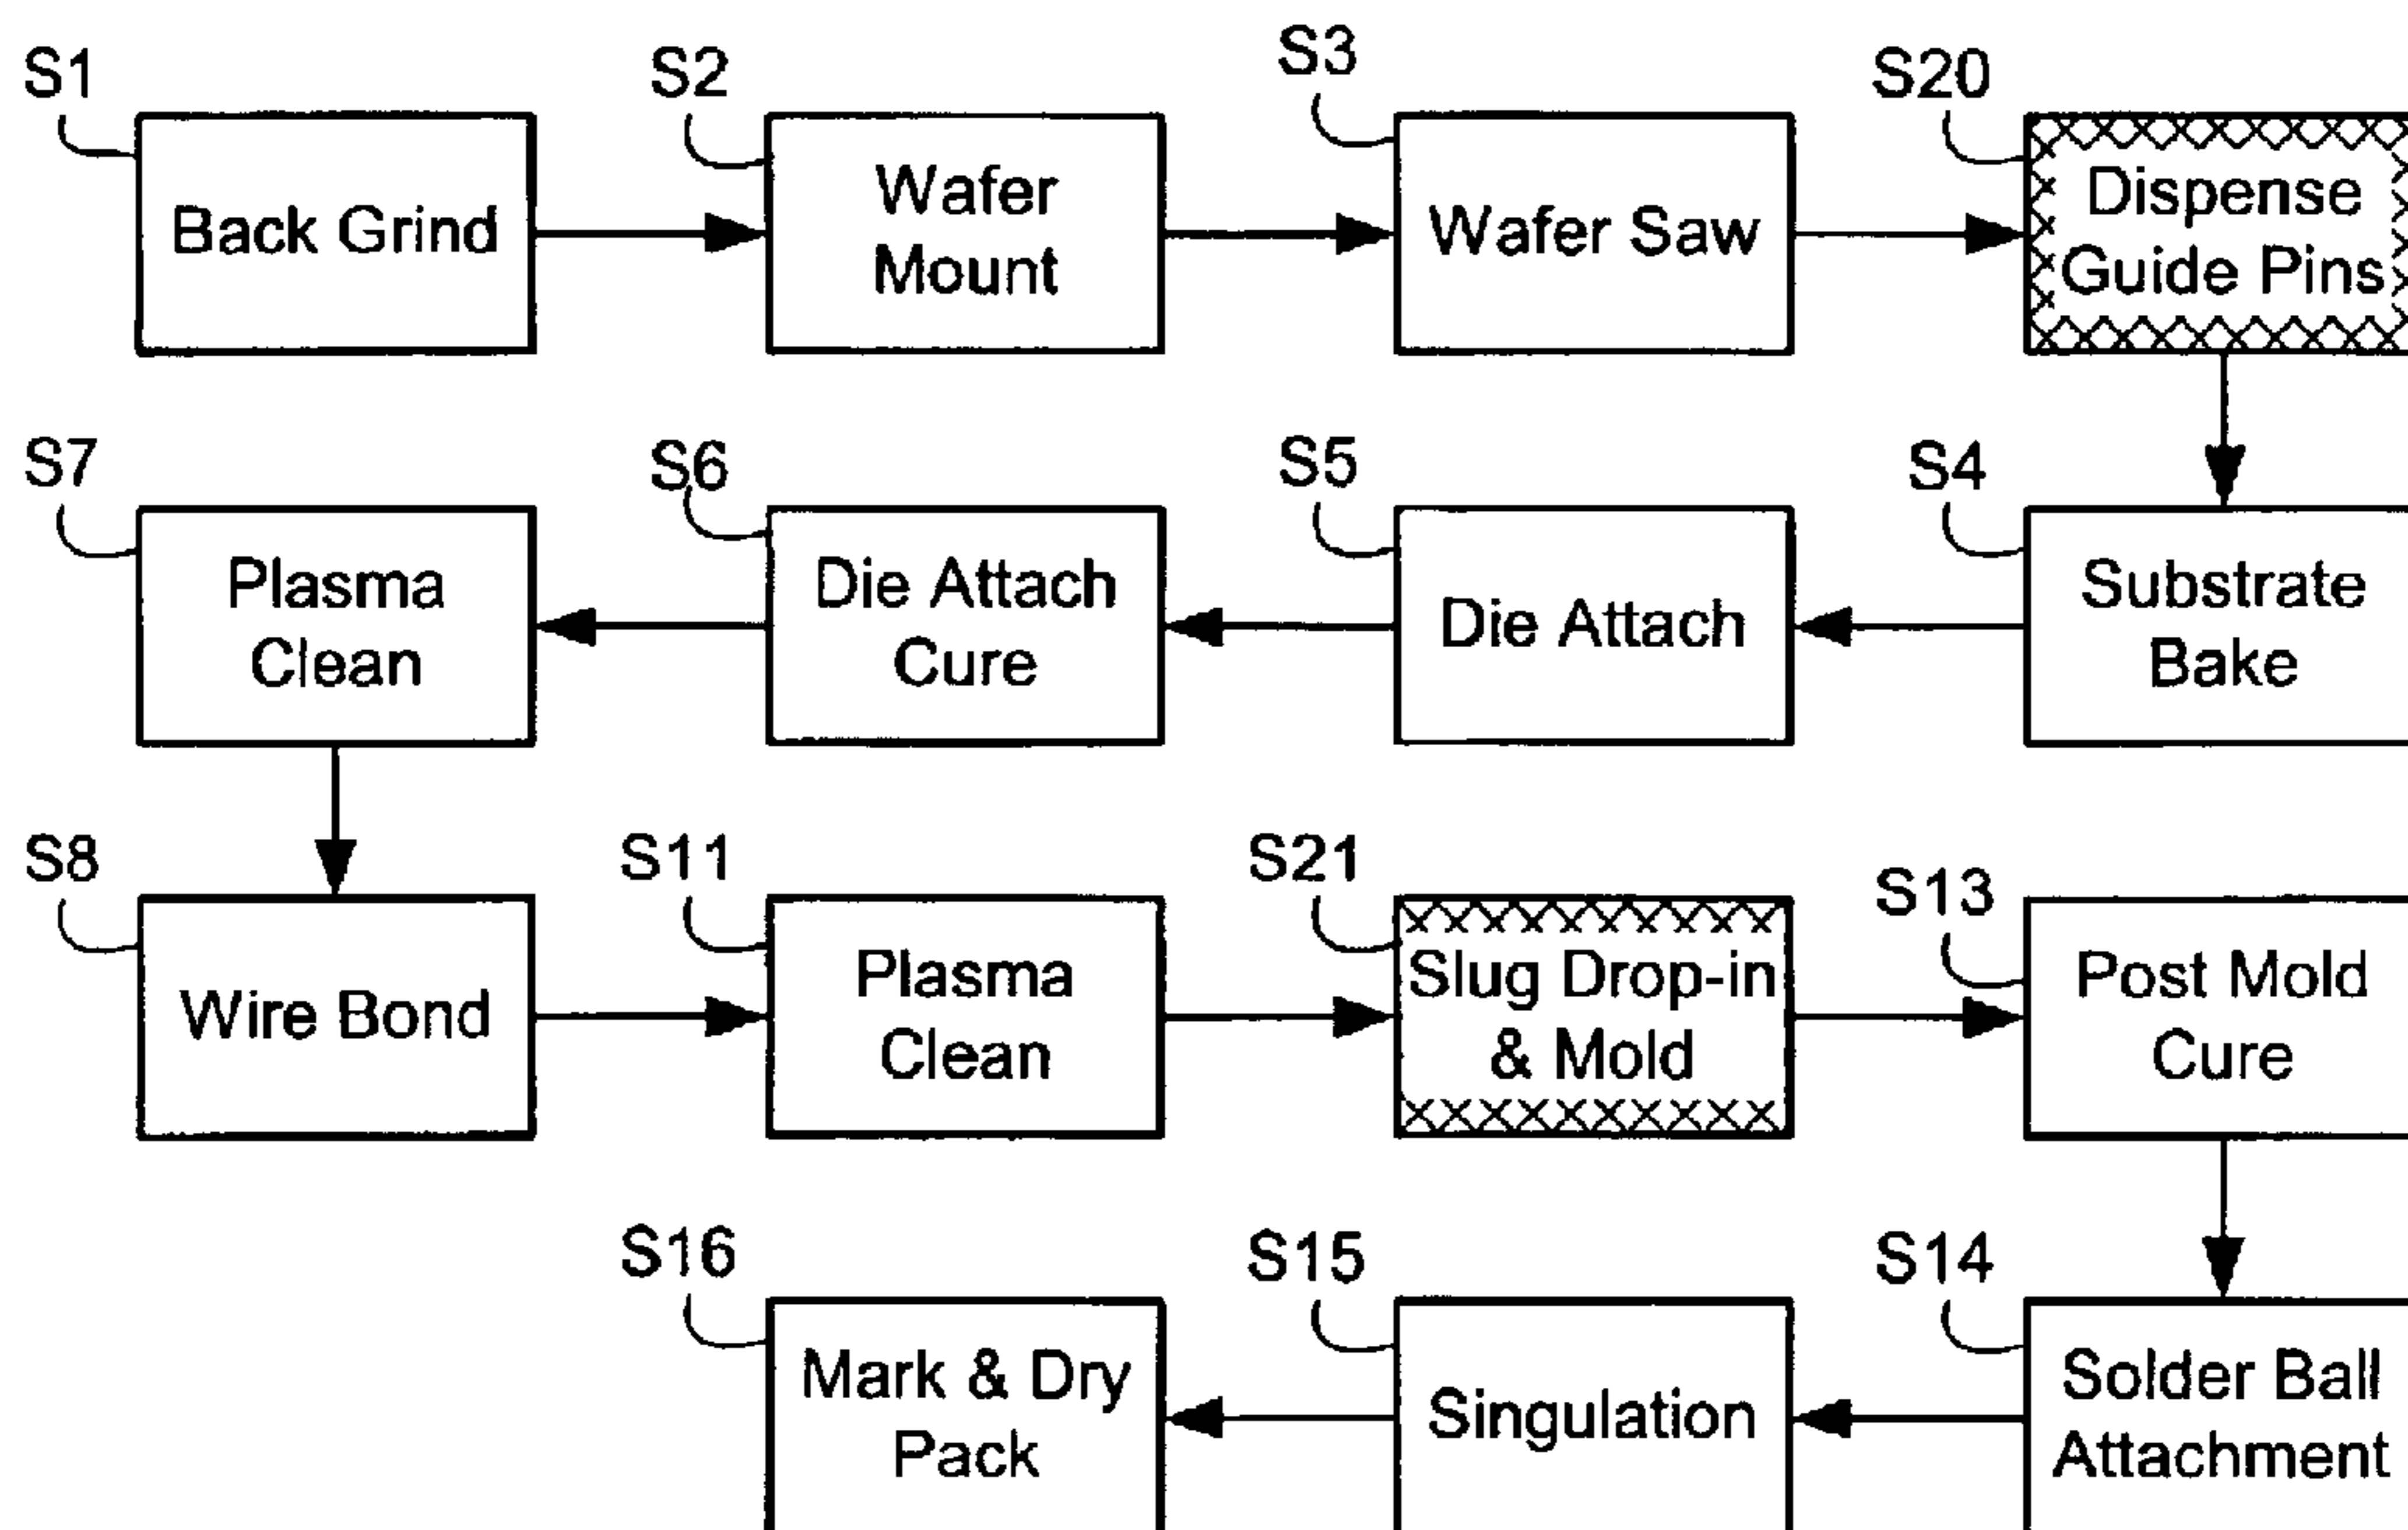 S1
Back Grind
S2
Wafer
Mount
S3
Wafer Saw
S20
Dispense
Guide Pins
S7
Plasma
Clean
S6
Die Attach
Cure
S5
Die Attach
S4
Substrate
Bake
S8
Wire Bond
S11
Plasma
Clean
S21
Slug Drop-in
& Mold
S13
Post Mold
Cure
S16
Mark & Dry
Pack
S15
Singulation
S14
Solder Ball
Attachment